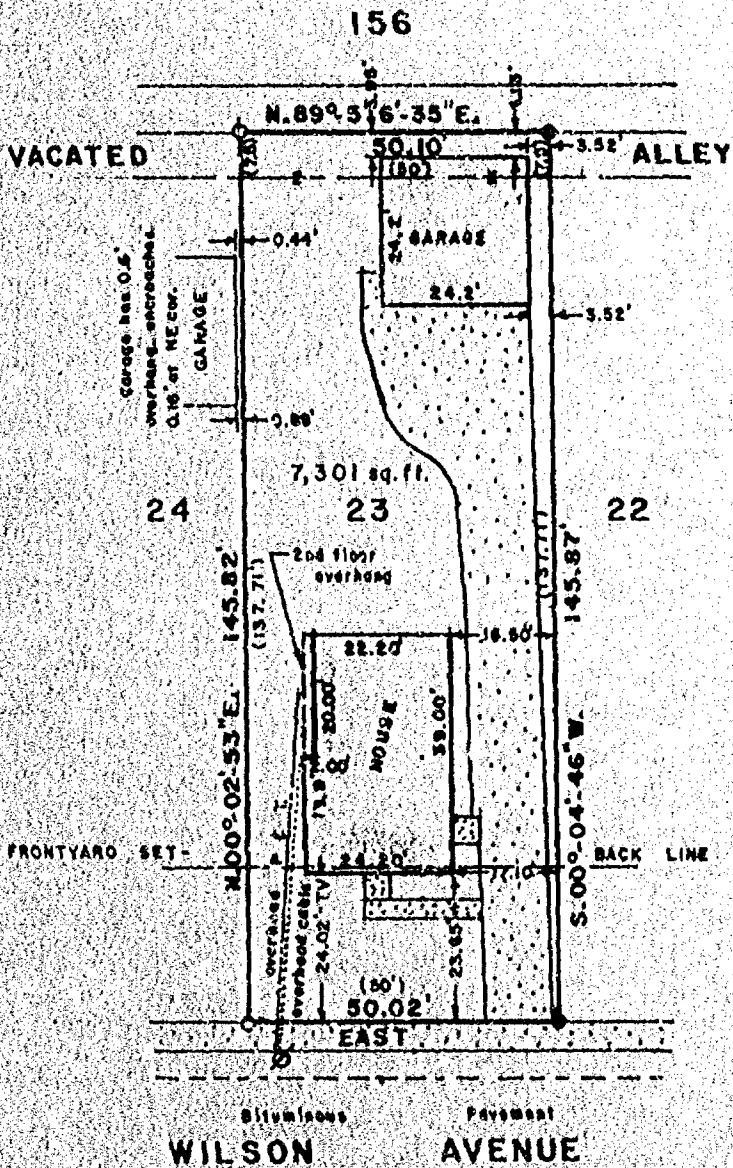 156
N. 89°-56'-35" E.
VACATED
50.10'
(50)
3.52'
ALLEY
0.44'
24.2'
GARAGE
24.2'
3.52'
Garage has 0.6'
overhang encroaches
0.16' at NE cor.
GARAGE
7,301 sq. ft.
24
23
22
2nd floor
overhang
N. 00°-02'-53" E. 145.82'
(137.71')
(137.71')
S. 00°-04'-46" W. 145.87'
22.20'
16.60'
20.00'
HOUSE
39.00'
FRONTYARD SET-
BACK LINE
24.20'
overhead
overhead cable TV
24.02'
23.65'
(50')
50.02'
EAST
Bituminous Pavement
WILSON AVENUE